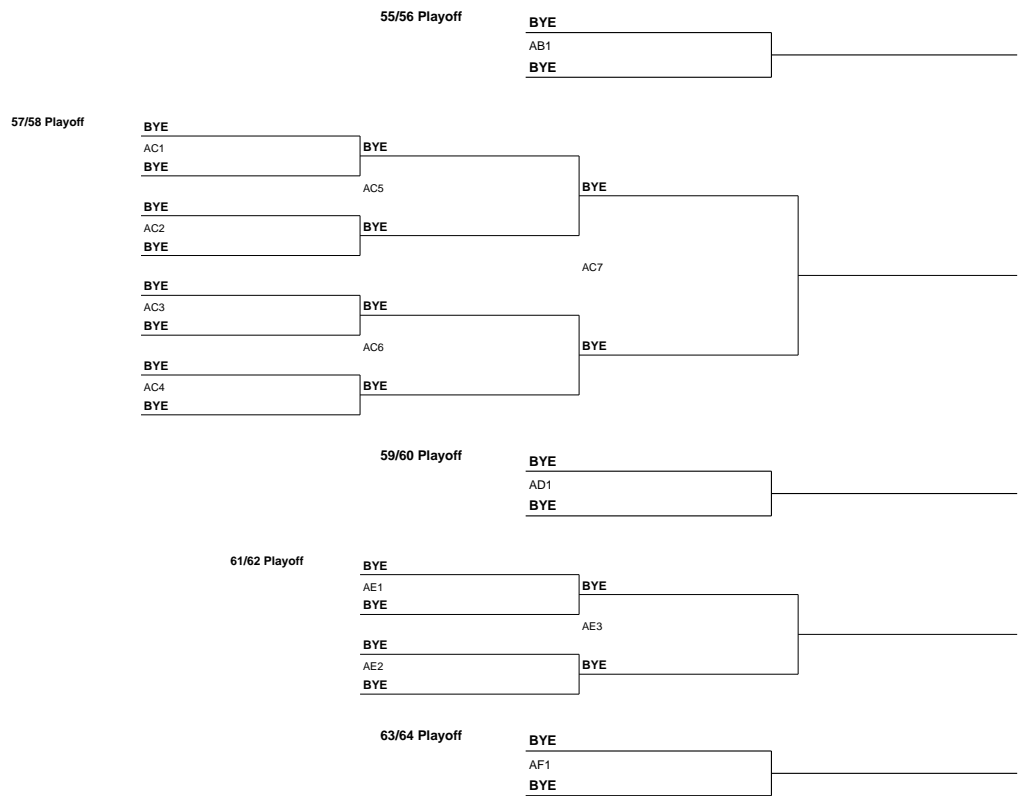 55/56 Playoff
BYE
AB1
BYE
57/58 Playoff
BYE
AC1
BYE
BYE
AC5
BYE
BYE
AC2
BYE
BYE
BYE
AC7
BYE
AC3
BYE
BYE
AC6
BYE
BYE
AC4
BYE
BYE
59/60 Playoff
BYE
AD1
BYE
61/62 Playoff
BYE
AE1
BYE
BYE
AE3
BYE
AE2
BYE
BYE
63/64 Playoff
BYE
AF1
BYE